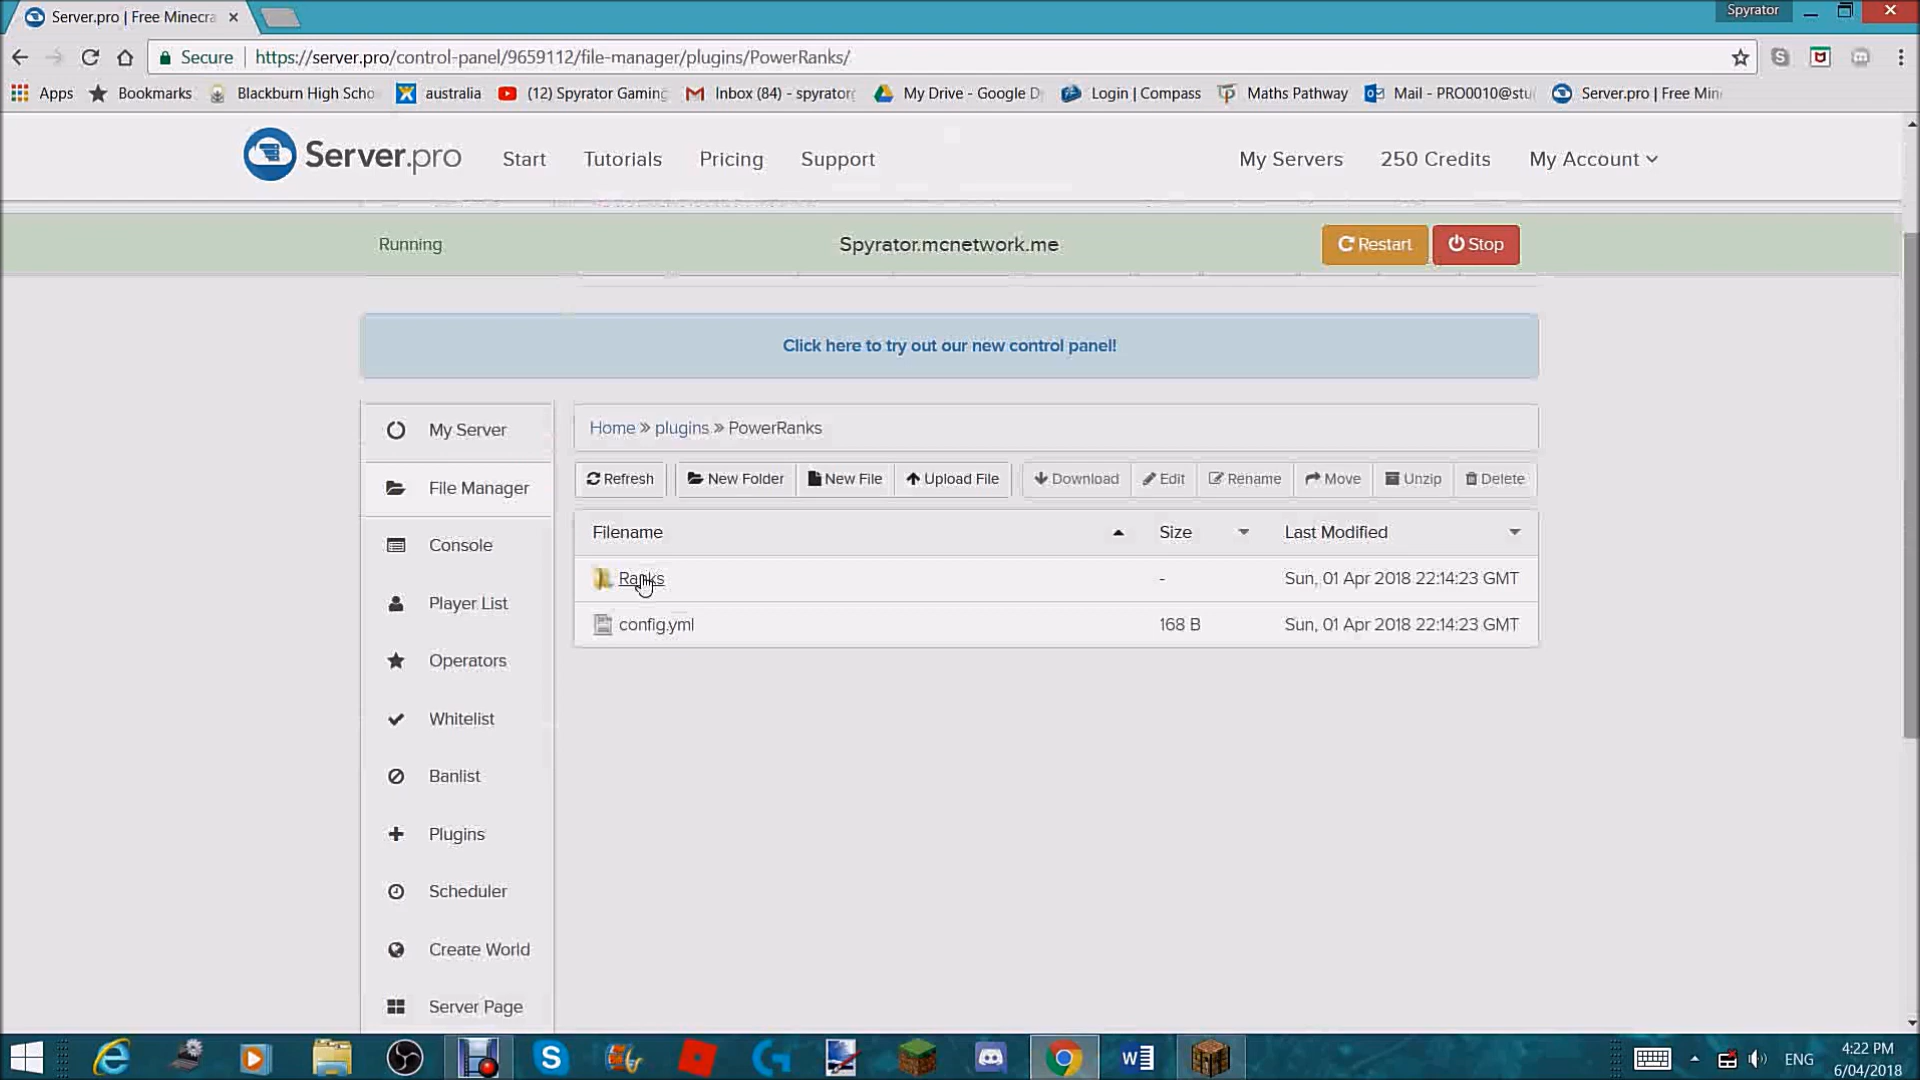 Server.pro | Free Minecra
Spyrator
Secure
https://server.pro/control-panel/9659112/file-manager/plugins/PowerRanks/
Apps
Bookmarks
Blackburn High Scho
australia
(12) Spyrator Gaming
Inbox (84) - spyrator
My Drive - Google D
Login | Compass
Maths Pathway
Mail - PRO0010@stu
Server.pro | Free Min
Server.pro
Start
Tutorials
Pricing
Support
My Servers
250 Credits
My Account
Running
Spyrator.mcnetwork.me
Restart
Stop
Click here to try out our new control panel!
My Server
File Manager
Console
Player List
Operators
Whitelist
Banlist
Plugins
Scheduler
Create World
Server Page
Home » plugins » PowerRanks
Refresh
New Folder
New File
Upload File
Download
Edit
Rename
Move
Unzip
Delete
Filename
Size
Last Modified
Ranks
-
Sun, 01 Apr 2018 22:14:23 GMT
config.yml
168 B
Sun, 01 Apr 2018 22:14:23 GMT
ENG
4:22 PM
6/04/2018